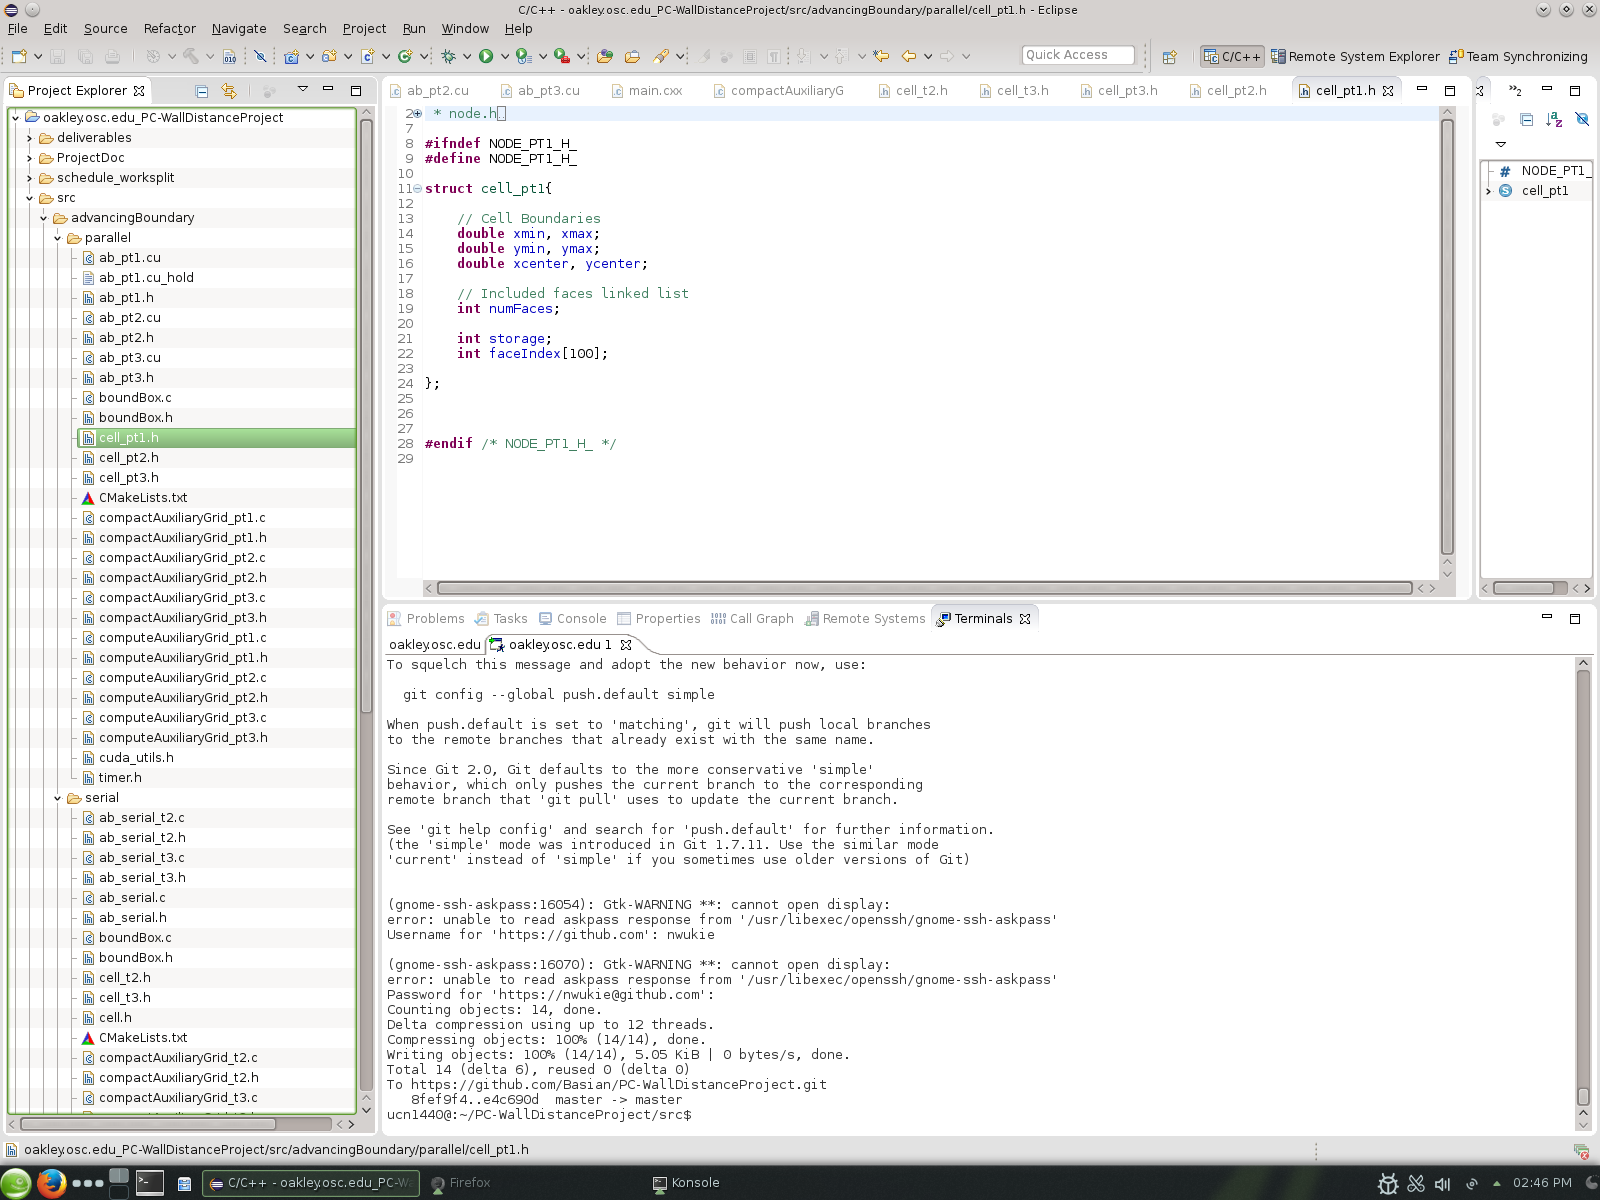 C/C++ - oakley.osc.edu_PC-WallDistanceProject/src/advancingBoundary/parallel/cell_pt1.h - Eclipse
File Edit Source Refactor Navigate Search Project Run Window Help
Quick Access
C/C++
Remote System Explorer
Team Synchronizing
Project Explorer
oakley.osc.edu_PC-WallDistanceProject
deliverables
ProjectDoc
schedule_worksplit
src
advancingBoundary
parallel
ab_pt1.cu
ab_pt1.cu_hold
ab_pt1.h
ab_pt2.cu
ab_pt2.h
ab_pt3.cu
ab_pt3.h
boundBox.c
boundBox.h
cell_pt1.h
cell_pt2.h
cell_pt3.h
CMakeLists.txt
compactAuxiliaryGrid_pt1.c
compactAuxiliaryGrid_pt1.h
compactAuxiliaryGrid_pt2.c
compactAuxiliaryGrid_pt2.h
compactAuxiliaryGrid_pt3.c
compactAuxiliaryGrid_pt3.h
computeAuxiliaryGrid_pt1.c
computeAuxiliaryGrid_pt1.h
computeAuxiliaryGrid_pt2.c
computeAuxiliaryGrid_pt2.h
computeAuxiliaryGrid_pt3.c
computeAuxiliaryGrid_pt3.h
cuda_utils.h
timer.h
serial
ab_serial_t2.c
ab_serial_t2.h
ab_serial_t3.c
ab_serial_t3.h
ab_serial.c
ab_serial.h
boundBox.c
boundBox.h
cell_t2.h
cell_t3.h
cell.h
CMakeLists.txt
compactAuxiliaryGrid_t2.c
compactAuxiliaryGrid_t2.h
compactAuxiliaryGrid_t3.c
ab_pt2.cu ab_pt3.cu main.cxx compactAuxiliaryG cell_t2.h cell_t3.h cell_pt3.h cell_pt2.h cell_pt1.h
2 * node.h
7
8 #ifndef NODE_PT1_H_
9 #define NODE_PT1_H_
10
11 struct cell_pt1{
12
13 // Cell Boundaries
14 double xmin, xmax;
15 double ymin, ymax;
16 double xcenter, ycenter;
17
18 // Included faces linked list
19 int numFaces;
20
21 int storage;
22 int faceIndex[100];
23
24 };
25
26
27
28 #endif /* NODE_PT1_H_ */
29
»2
# NODE_PT1_
S cell_pt1
Problems Tasks Console Properties Call Graph Remote Systems Terminals
oakley.osc.edu oakley.osc.edu 1
To squelch this message and adopt the new behavior now, use:
git config --global push.default simple
When push.default is set to 'matching', git will push local branches
to the remote branches that already exist with the same name.
Since Git 2.0, Git defaults to the more conservative 'simple'
behavior, which only pushes the current branch to the corresponding
remote branch that 'git pull' uses to update the current branch.
See 'git help config' and search for 'push.default' for further information.
(the 'simple' mode was introduced in Git 1.7.11. Use the similar mode
'current' instead of 'simple' if you sometimes use older versions of Git)
(gnome-ssh-askpass:16054): Gtk-WARNING **: cannot open display:
error: unable to read askpass response from '/usr/libexec/openssh/gnome-ssh-askpass'
Username for 'https://github.com': nwukie
(gnome-ssh-askpass:16070): Gtk-WARNING **: cannot open display:
error: unable to read askpass response from '/usr/libexec/openssh/gnome-ssh-askpass'
Password for 'https://nwukie@github.com':
Counting objects: 14, done.
Delta compression using up to 12 threads.
Compressing objects: 100% (14/14), done.
Writing objects: 100% (14/14), 5.05 KiB | 0 bytes/s, done.
Total 14 (delta 6), reused 0 (delta 0)
To https://github.com/Basian/PC-WallDistanceProject.git
8fef9f4..e4c690d master -> master
ucn1440@:~/PC-WallDistanceProject/src$
oakley.osc.edu_PC-WallDistanceProject/src/advancingBoundary/parallel/cell_pt1.h
C/C++ - oakley.osc.edu_PC-W
Firefox
Konsole
02:46 PM